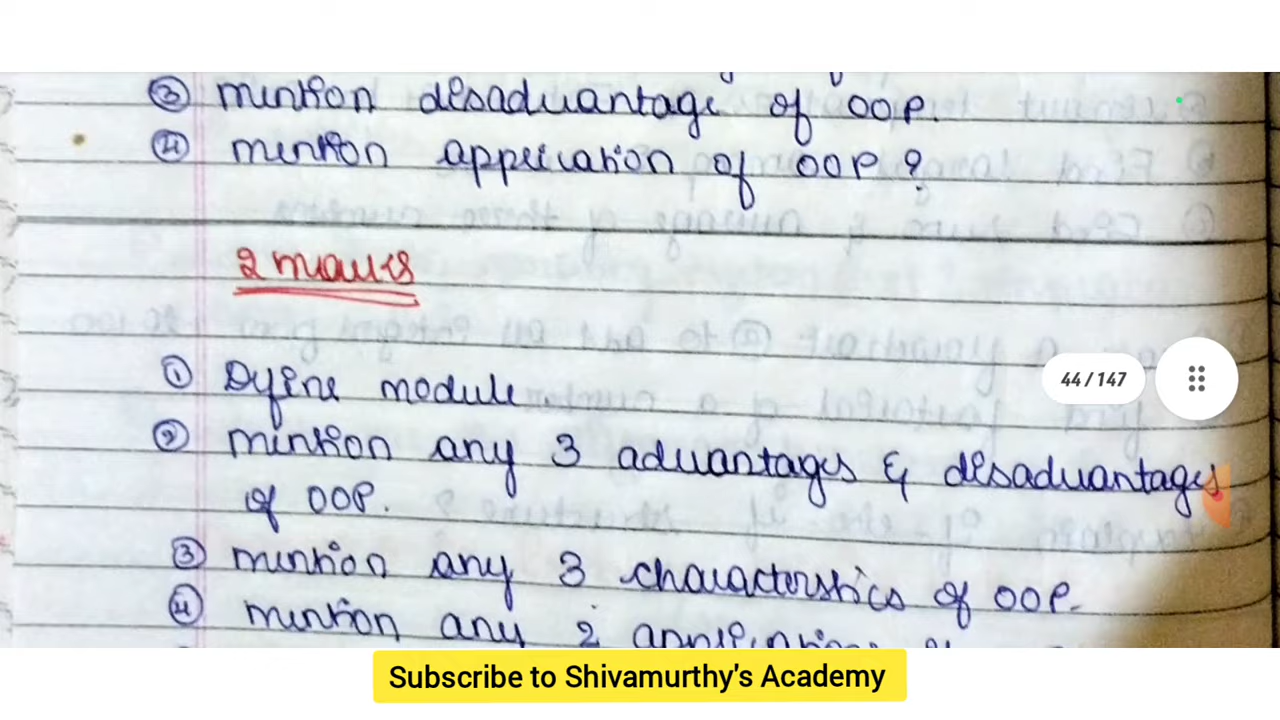 ③ mention disadvantage of OOP.
④ mention application of OOP ?
2 marks
① Define module
② mention any 3 advantages & disadvantages
of OOP.
44 / 147
③ mention any 3 characterstics of OOP.
④ mention any 2 applications
Subscribe to Shivamurthy's Academy